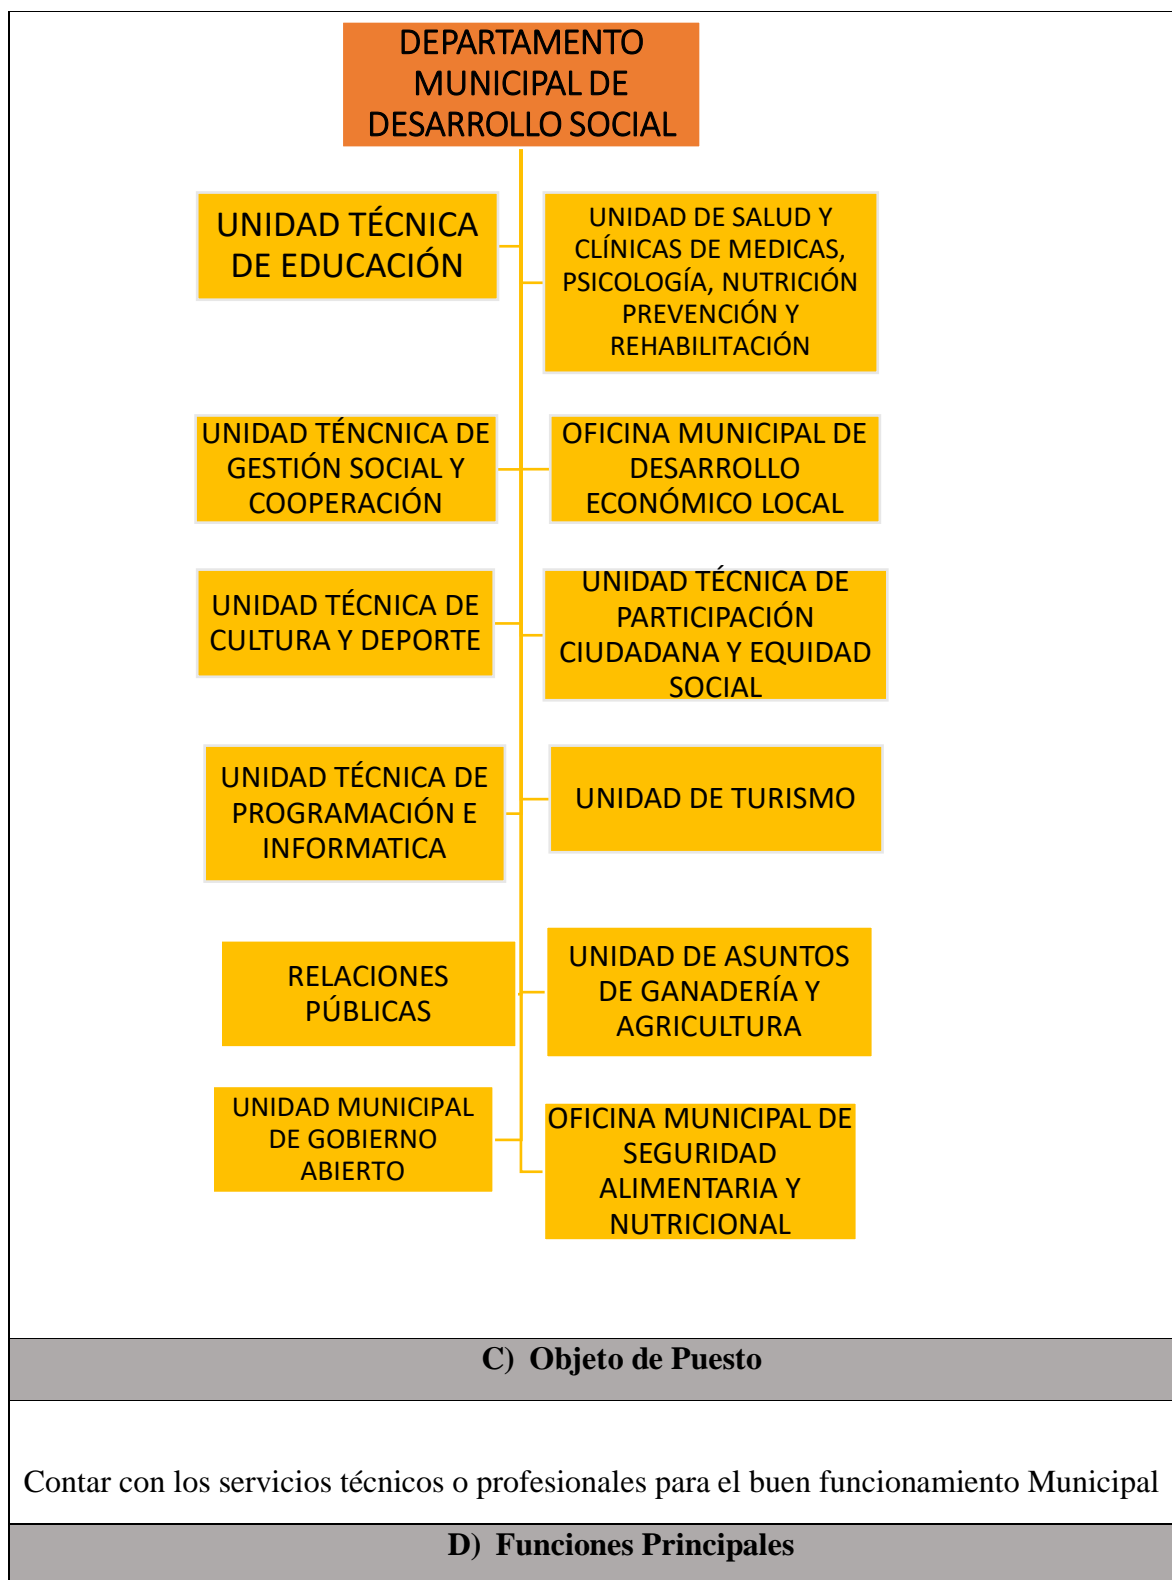 DEPARTAMENTO
MUNICIPAL DE
DESARROLLO SOCIAL
UNIDAD TÉCNICA
DE EDUCACIÓN
UNIDAD DE SALUD Y
CLÍNICAS DE MEDICAS,
PSICOLOGÍA, NUTRICIÓN
PREVENCIÓN Y
REHABILITACIÓN
UNIDAD TÉNCNICA DE
GESTIÓN SOCIAL Y
COOPERACIÓN
OFICINA MUNICIPAL DE
DESARROLLO
ECONÓMICO LOCAL
UNIDAD TÉCNICA DE
CULTURA Y DEPORTE
UNIDAD TÉCNICA DE
PARTICIPACIÓN
CIUDADANA Y EQUIDAD
SOCIAL
UNIDAD TÉCNICA DE
PROGRAMACIÓN E
INFORMATICA
UNIDAD DE TURISMO
RELACIONES
PÚBLICAS
UNIDAD DE ASUNTOS
DE GANADERÍA Y
AGRICULTURA
UNIDAD MUNICIPAL
DE GOBIERNO
ABIERTO
OFICINA MUNICIPAL DE
SEGURIDAD
ALIMENTARIA Y
NUTRICIONAL
C) Objeto de Puesto
Contar con los servicios técnicos o profesionales para el buen funcionamiento Municipal
D) Funciones Principales